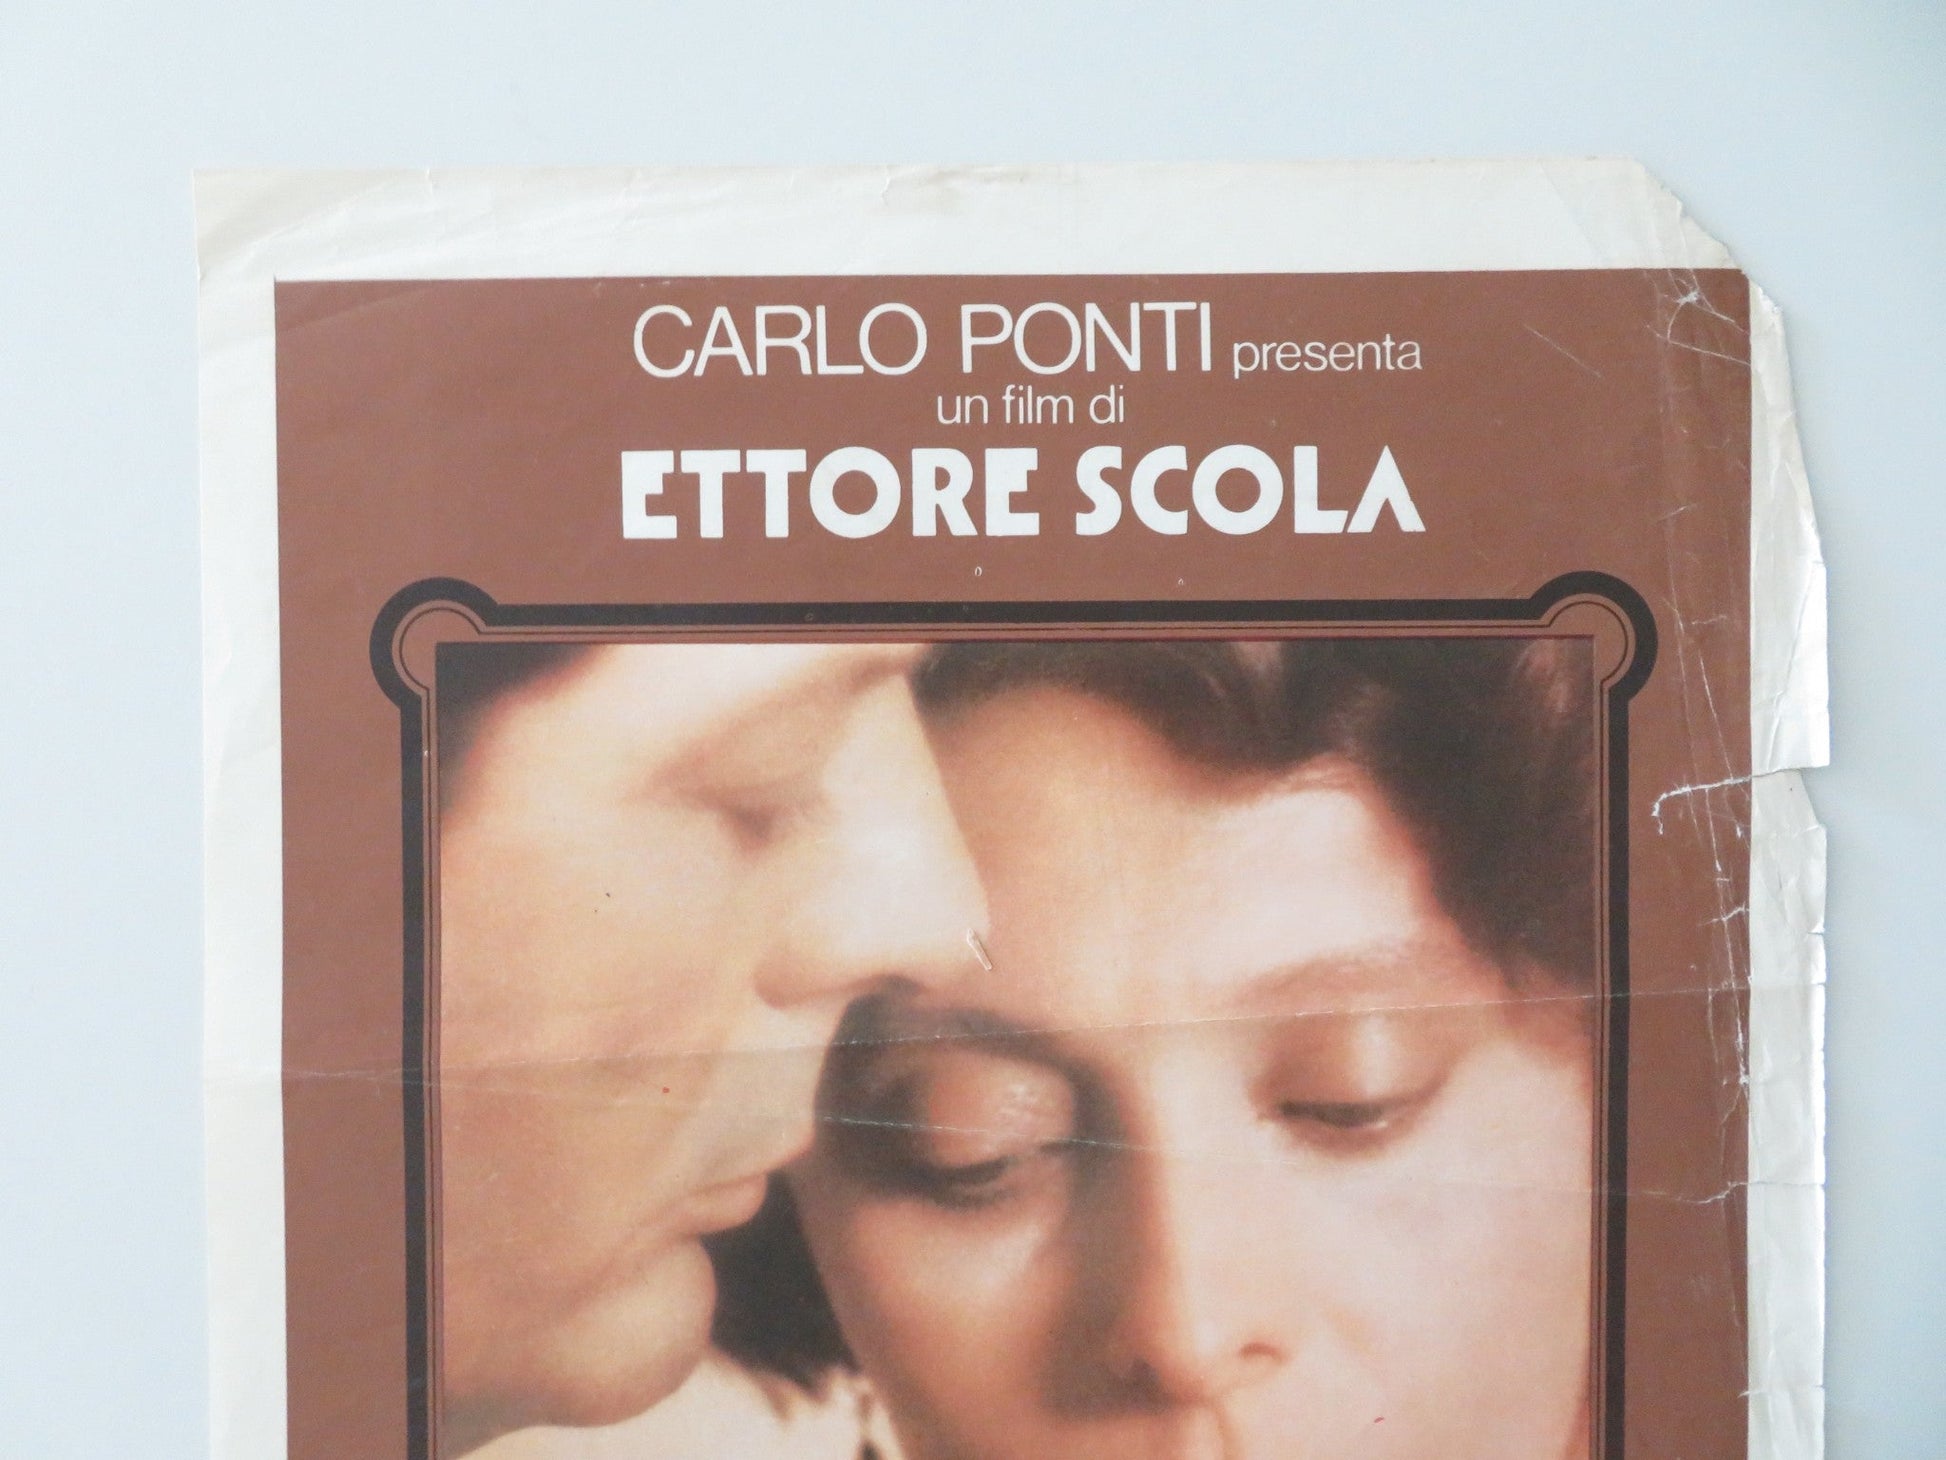 CARLO PONTI presenta
un film di
ETTORE SCOLA